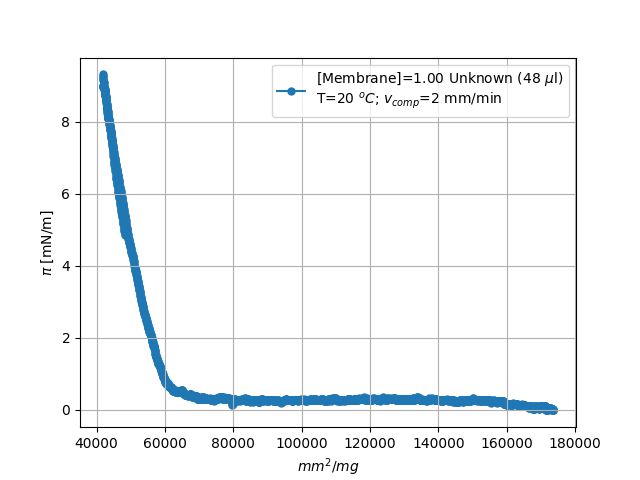 [Membrane]=1.00 Unknown (48 μl)
T=20 °C; v_comp=2 mm/min
8
6
4
2
0
π [mN/m]
40000 60000 80000 100000 120000 140000 160000 180000
mm²/mg